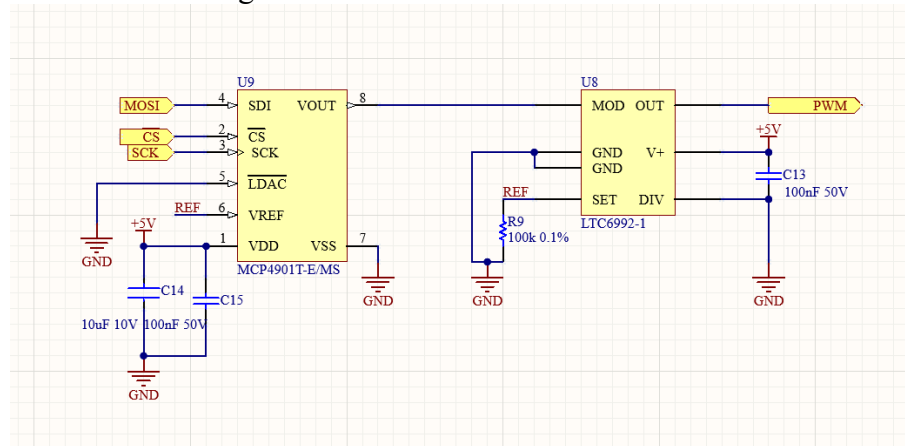 U9
MOSI 4 SDI VOUT 8
CS 2 CS
SCK 3 SCK
5 LDAC
REF 6 VREF
+5V 1 VDD VSS 7
MCP4901T-E/MS
GND
GND
C14
C15
10uF 10V 100nF 50V
GND
U8
MOD OUT PWM
GND V+ +5V
GND
REF SET DIV
LTC6992-1
R9
100k 0.1%
C13
100nF 50V
GND
GND